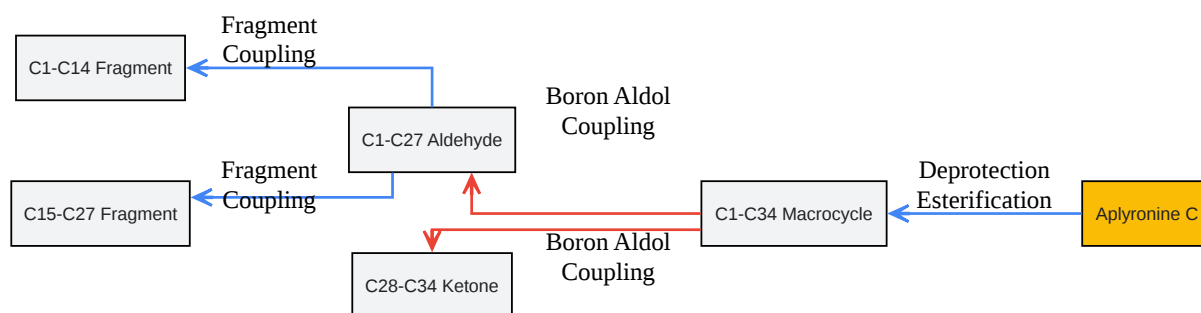 Fragment
Coupling
C1-C14 Fragment
Boron Aldol
Coupling
C1-C27 Aldehyde
Fragment
Coupling
C15-C27 Fragment
Deprotection
Esterification
C1-C34 Macrocycle
Aplyronine C
Boron Aldol
Coupling
C28-C34 Ketone